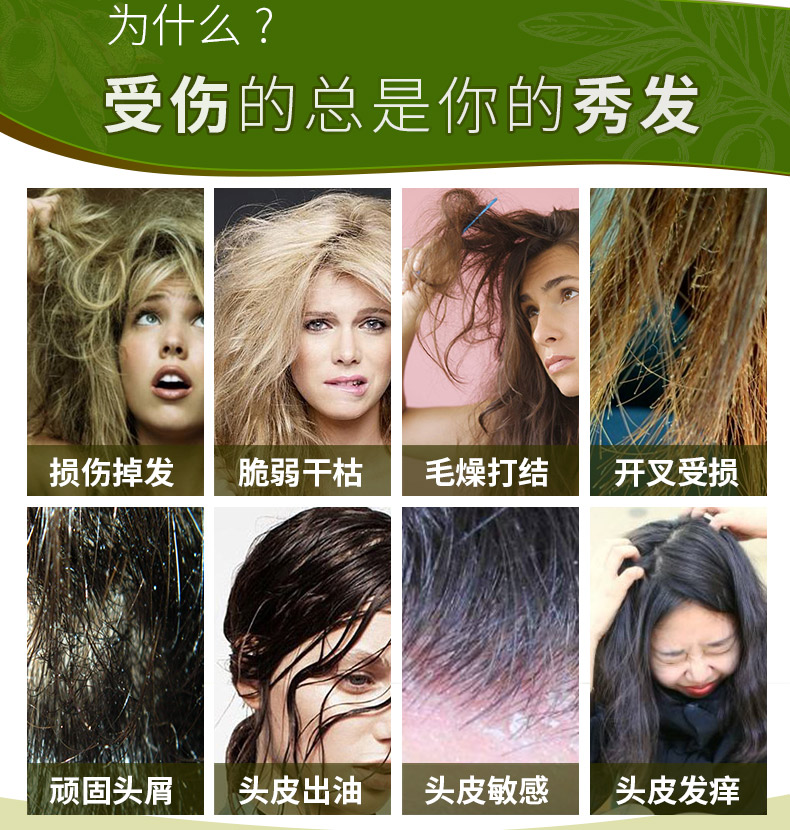 为什么？
受伤的总是你的秀发
损伤掉发
脆弱干枯
毛燥打结
开叉受损
顽固头屑
头皮出油
头皮敏感
头皮发痒